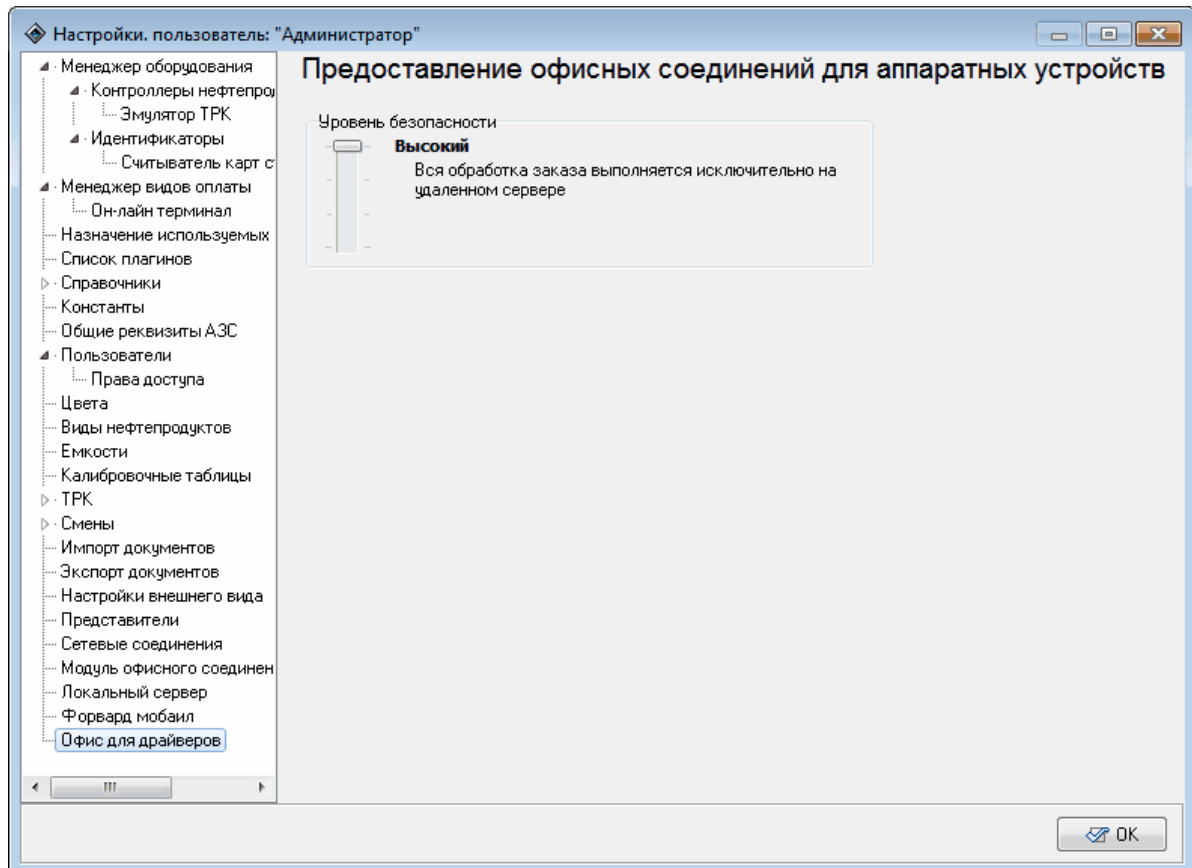 Настройки. пользователь: "Администратор"
Менеджер оборудования
Контроллеры нефтепрод
Эмулятор ТРК
Идентификаторы
Считыватель карт с
Менеджер видов оплаты
Он-лайн терминал
Назначение используемых
Список плагинов
Справочники
Константы
Общие реквизиты АЗС
Пользователи
Права доступа
Цвета
Виды нефтепродуктов
Емкости
Калибровочные таблицы
ТРК
Смены
Импорт документов
Экспорт документов
Настройки внешнего вида
Представители
Сетевые соединения
Модуль офисного соединен
Локальный сервер
Форвард мобаил
Офис для драйверов
Предоставление офисных соединений для аппаратных устройств
Уровень безопасности
Высокий
Вся обработка заказа выполняется исключительно на
удаленном сервере
OK